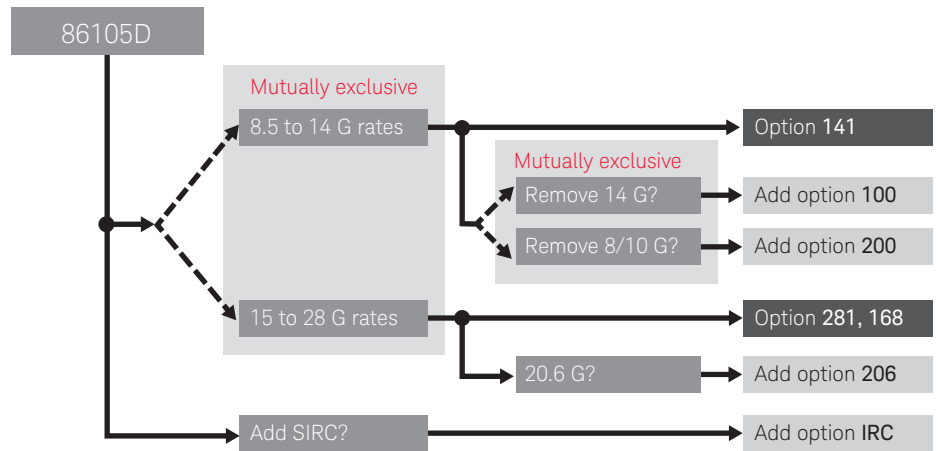 86105D
Mutually exclusive
8.5 to 14 G rates
Option 141
Mutually exclusive
Remove 14 G?
Add option 100
Remove 8/10 G?
Add option 200
15 to 28 G rates
Option 281, 168
20.6 G?
Add option 206
Add SIRC?
Add option IRC